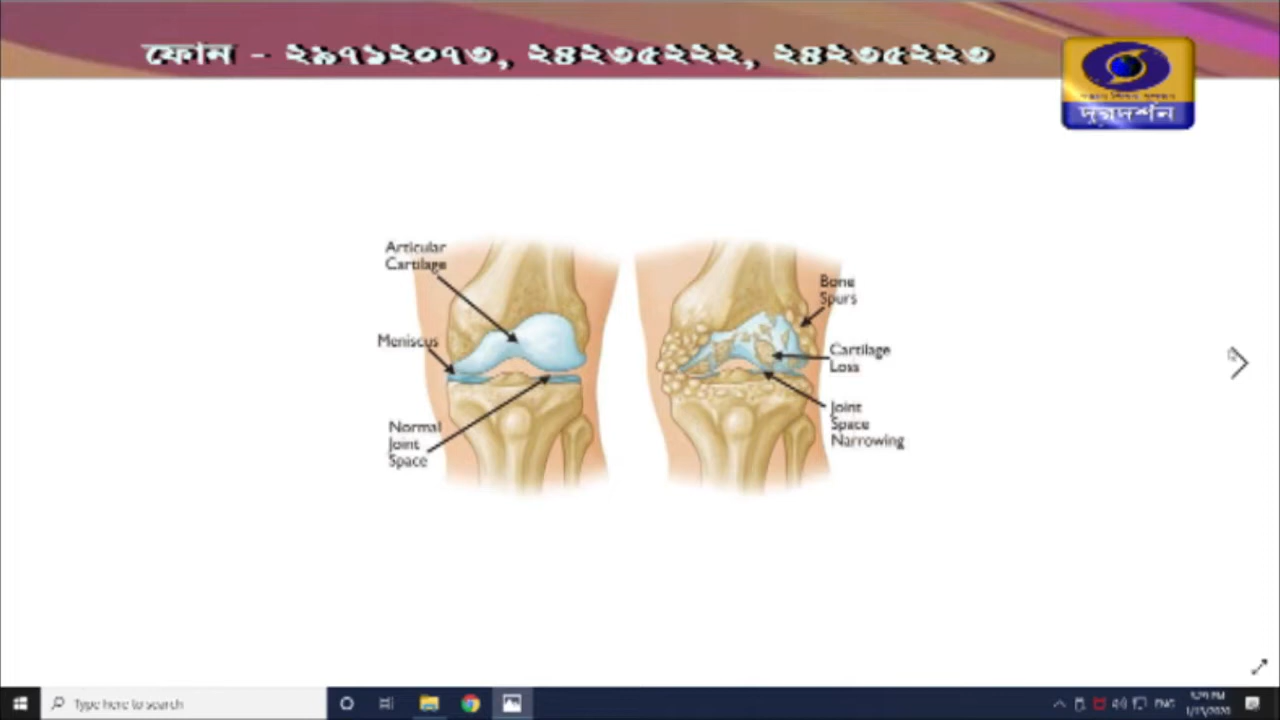 ফোন - ২৯৭১২০৭৩, ২৪২৩৫২২২, ২৪২৩৫২২৩
দূরদর্শন
Articular
Cartilage
Meniscus
Normal
Joint
Space
Bone
Spurs
Cartilage
Loss
Joint
Space
Narrowing
Type here to search
ENG